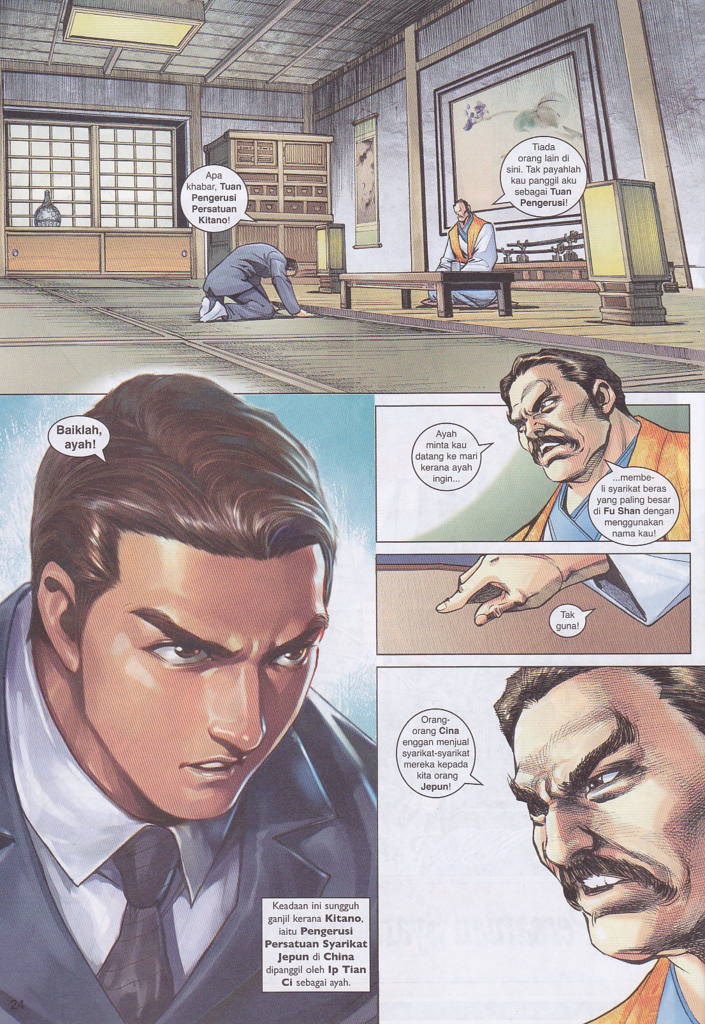 Apa
khabar, Tuan
Pengerusi
Persatuan
Kitano!
Tiada
orang lain di
sini. Tak payahlah
kau panggil aku
sebagai Tuan
Pengerusi!
Baiklah,
ayah!
Ayah
minta kau
datang ke mari
kerana ayah
ingin...
...membe-
li syarikat beras
yang paling besar
di Fu Shan dengan
menggunakan
nama kau!
Tak
guna!
Orang-
orang Cina
enggan menjual
syarikat-syarikat
mereka kepada
kita orang
Jepun!
Keadaan ini sungguh
ganjil kerana Kitano,
iaitu Pengerusi
Persatuan Syarikat
Jepun di China
dipanggil oleh Ip Tian
Ci sebagai ayah.
24